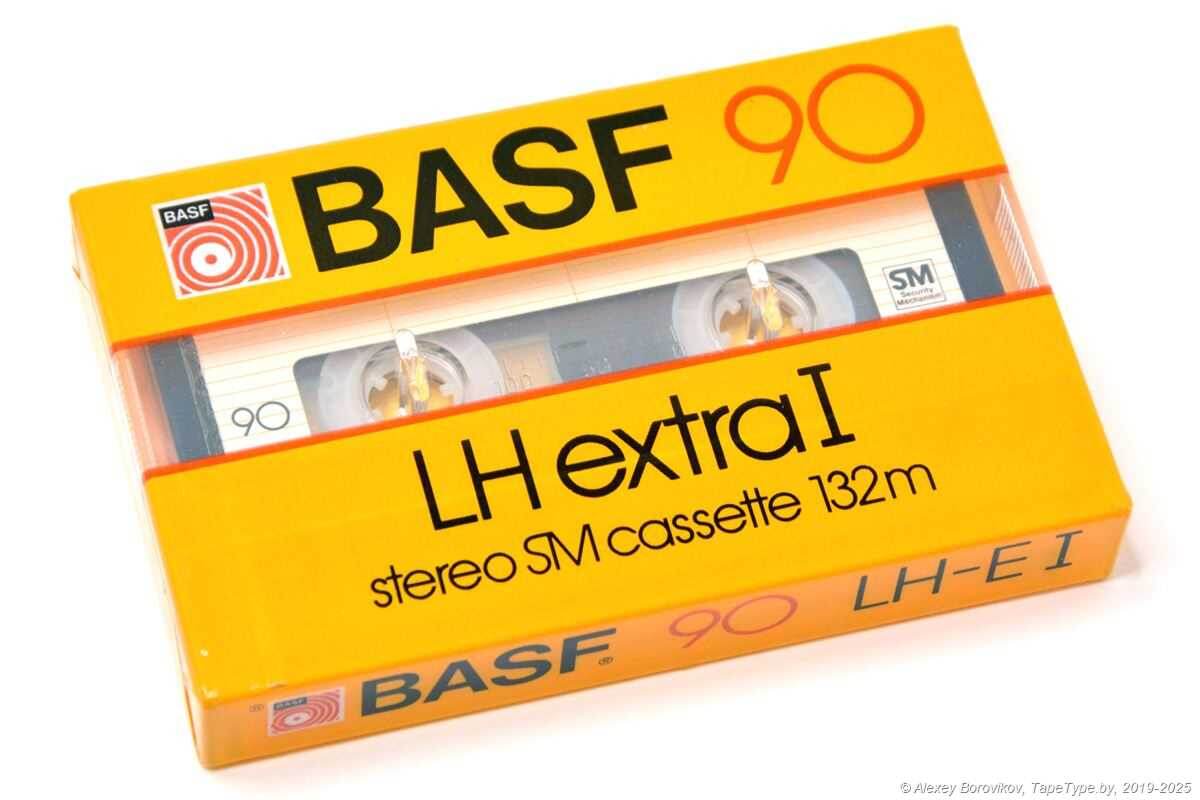 BASF 90
BASF
SM
Security
Mechanism
90
LH extra I
stereo SM cassette 132m
® BASF BASF® 90 LH-E I
© Alexey Borovikov, TapeType.by, 2019-2025